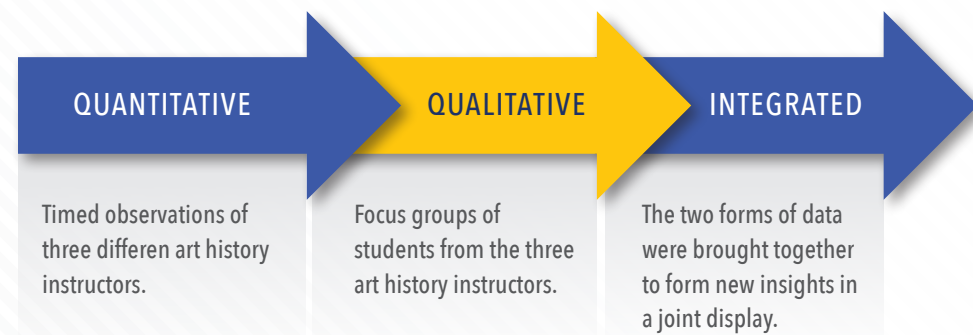 QUANTITATIVE
Timed observations of
three differen art history
instructors.
QUALITATIVE
Focus groups of
students from the three
art history instructors.
INTEGRATED
The two forms of data
were brought together
to form new insights in
a joint display.